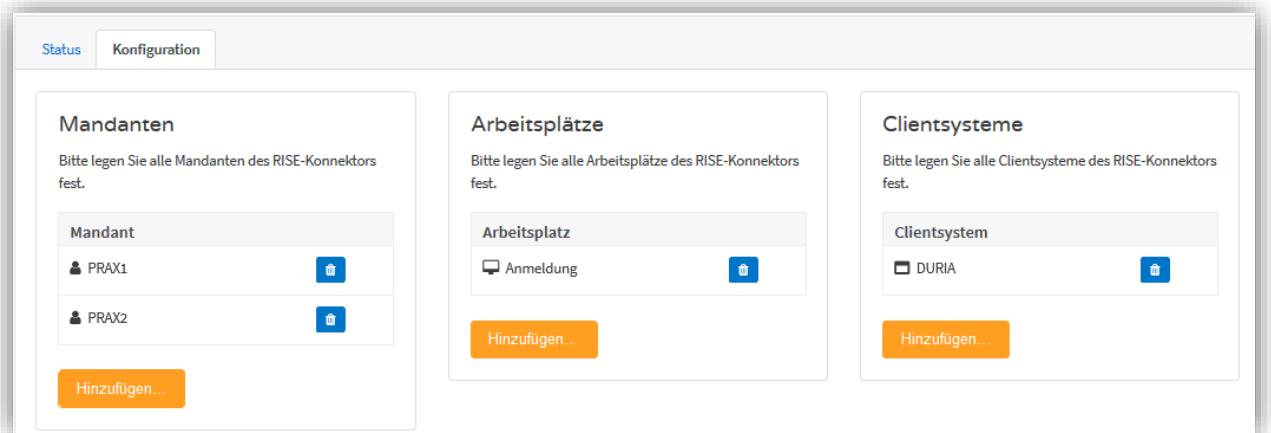 Status
Konfiguration
Mandanten
Bitte legen Sie alle Mandanten des RISE-Konnektors
fest.
Mandant
PRAX1
PRAX2
Hinzufügen...
Arbeitsplätze
Bitte legen Sie alle Arbeitsplätze des RISE-Konnektors
fest.
Arbeitsplatz
Anmeldung
Hinzufügen...
Clientsysteme
Bitte legen Sie alle Clientsysteme des RISE-Konnektors
fest.
Clientsystem
DURIA
Hinzufügen...